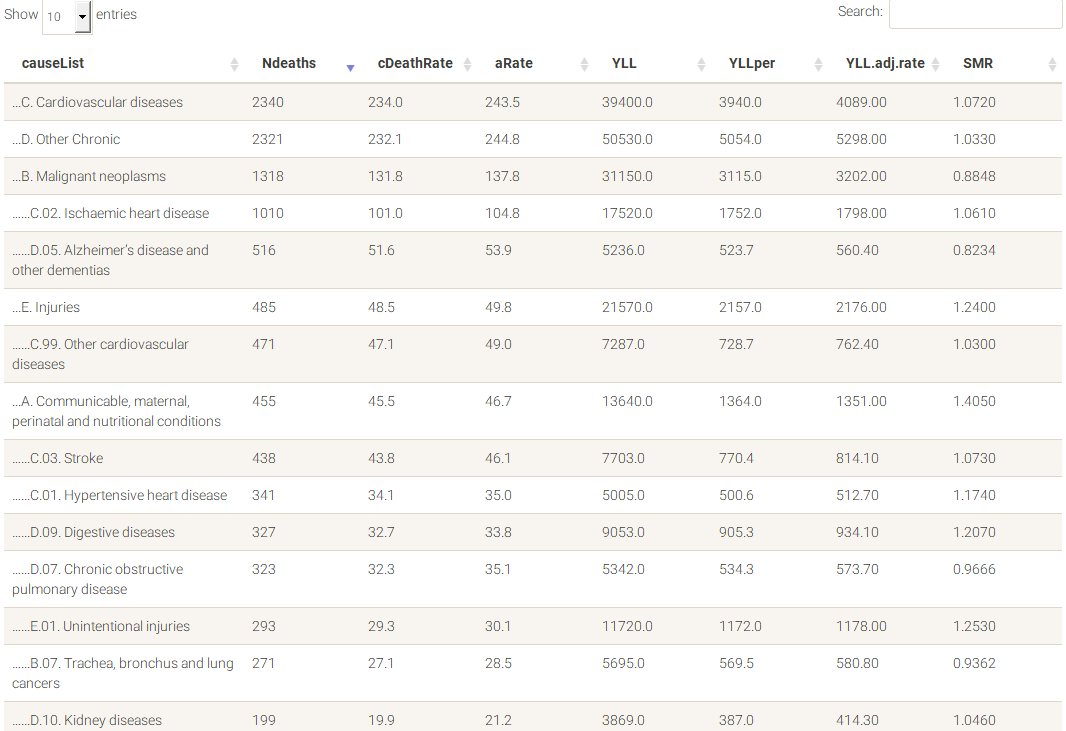 Show 10 entries Search:
causeList Ndeaths cDeathRate aRate YLL YLLper YLL.adj.rate SMR
...C. Cardiovascular diseases 2340 234.0 243.5 39400.0 3940.0 4089.00 1.0720
...D. Other Chronic 2321 232.1 244.8 50530.0 5054.0 5298.00 1.0330
...B. Malignant neoplasms 1318 131.8 137.8 31150.0 3115.0 3202.00 0.8848
......C.02. Ischaemic heart disease 1010 101.0 104.8 17520.0 1752.0 1798.00 1.0610
......D.05. Alzheimer's disease and 516 51.6 53.9 5236.0 523.7 560.40 0.8234
other dementias
...E. Injuries 485 48.5 49.8 21570.0 2157.0 2176.00 1.2400
......C.99. Other cardiovascular 471 47.1 49.0 7287.0 728.7 762.40 1.0300
diseases
...A. Communicable, maternal, 455 45.5 46.7 13640.0 1364.0 1351.00 1.4050
perinatal and nutritional conditions
......C.03. Stroke 438 43.8 46.1 7703.0 770.4 814.10 1.0730
......C.01. Hypertensive heart disease 341 34.1 35.0 5005.0 500.6 512.70 1.1740
......D.09. Digestive diseases 327 32.7 33.8 9053.0 905.3 934.10 1.2070
......D.07. Chronic obstructive 323 32.3 35.1 5342.0 534.3 573.70 0.9666
pulmonary disease
......E.01. Unintentional injuries 293 29.3 30.1 11720.0 1172.0 1178.00 1.2530
......B.07. Trachea, bronchus and lung 271 27.1 28.5 5695.0 569.5 580.80 0.9362
cancers
......D.10. Kidney diseases 199 19.9 21.2 3869.0 387.0 414.30 1.0460